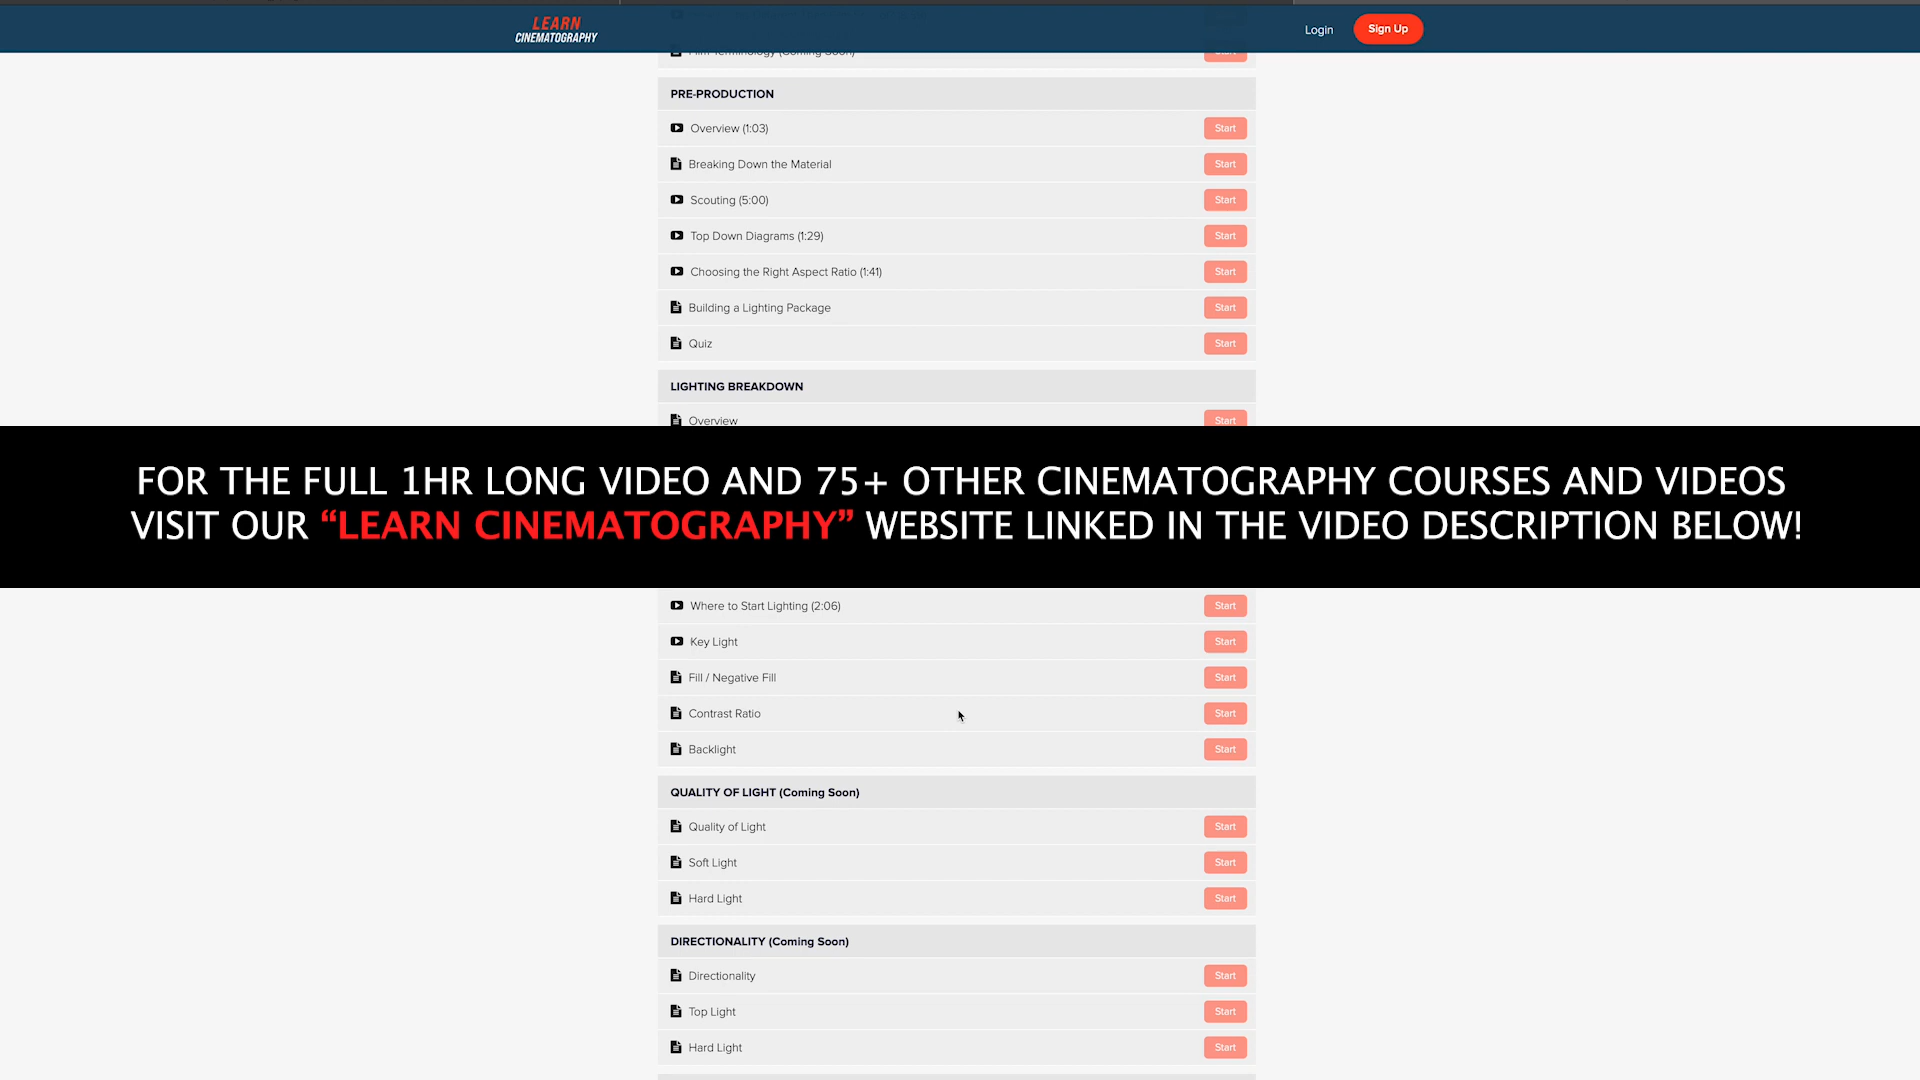 LEARN
CINEMATOGRAPHY
Login
Sign Up
Film Terminology (Coming Soon)
PRE-PRODUCTION
Overview (1:03)
Start
Breaking Down the Material
Start
Scouting (5:00)
Start
Top Down Diagrams (1:29)
Start
Choosing the Right Aspect Ratio (1:41)
Start
Building a Lighting Package
Start
Quiz
Start
LIGHTING BREAKDOWN
Overview
Start
FOR THE FULL 1HR LONG VIDEO AND 75+ OTHER CINEMATOGRAPHY COURSES AND VIDEOS
VISIT OUR “LEARN CINEMATOGRAPHY” WEBSITE LINKED IN THE VIDEO DESCRIPTION BELOW!
Where to Start Lighting (2:06)
Start
Key Light
Start
Fill / Negative Fill
Start
Contrast Ratio
Start
Backlight
Start
QUALITY OF LIGHT (Coming Soon)
Quality of Light
Start
Soft Light
Start
Hard Light
Start
DIRECTIONALITY (Coming Soon)
Directionality
Start
Top Light
Start
Hard Light
Start